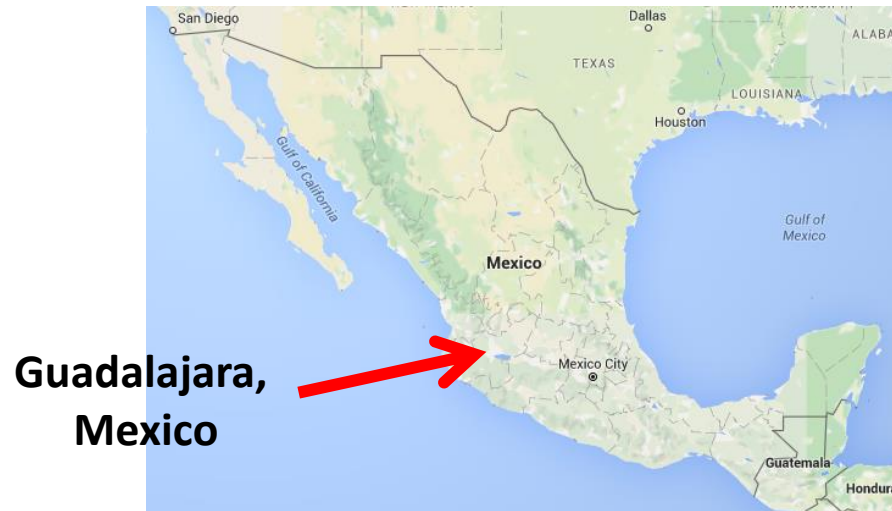 San Diego
Dallas
ALABA
TEXAS
LOUISIANA
Houston
Gulf of
California
Gulf of
Mexico
Mexico
Guadalajara,
Mexico
Mexico City
Guatemala
Hondur